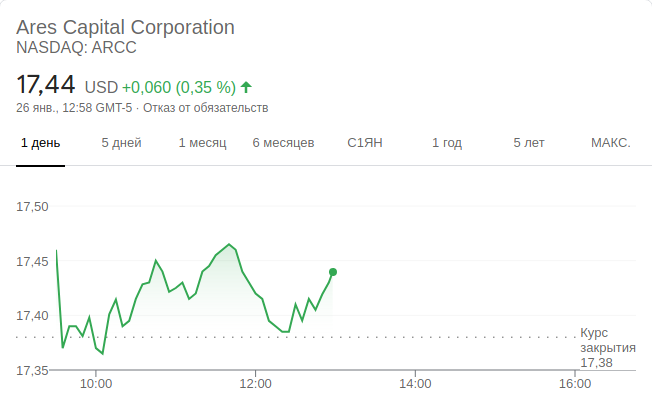 Ares Capital Corporation
NASDAQ: ARCC
17,44 USD +0,060 (0,35 %)
26 янв., 12:58 GMT-5 · Отказ от обязательств
1 день 5 дней 1 месяц 6 месяцев С1ЯН 1 год 5 лет МАКС.
17,50
17,45
17,40
17,35
Курс
закрытия
17,38
10:00 12:00 14:00 16:00